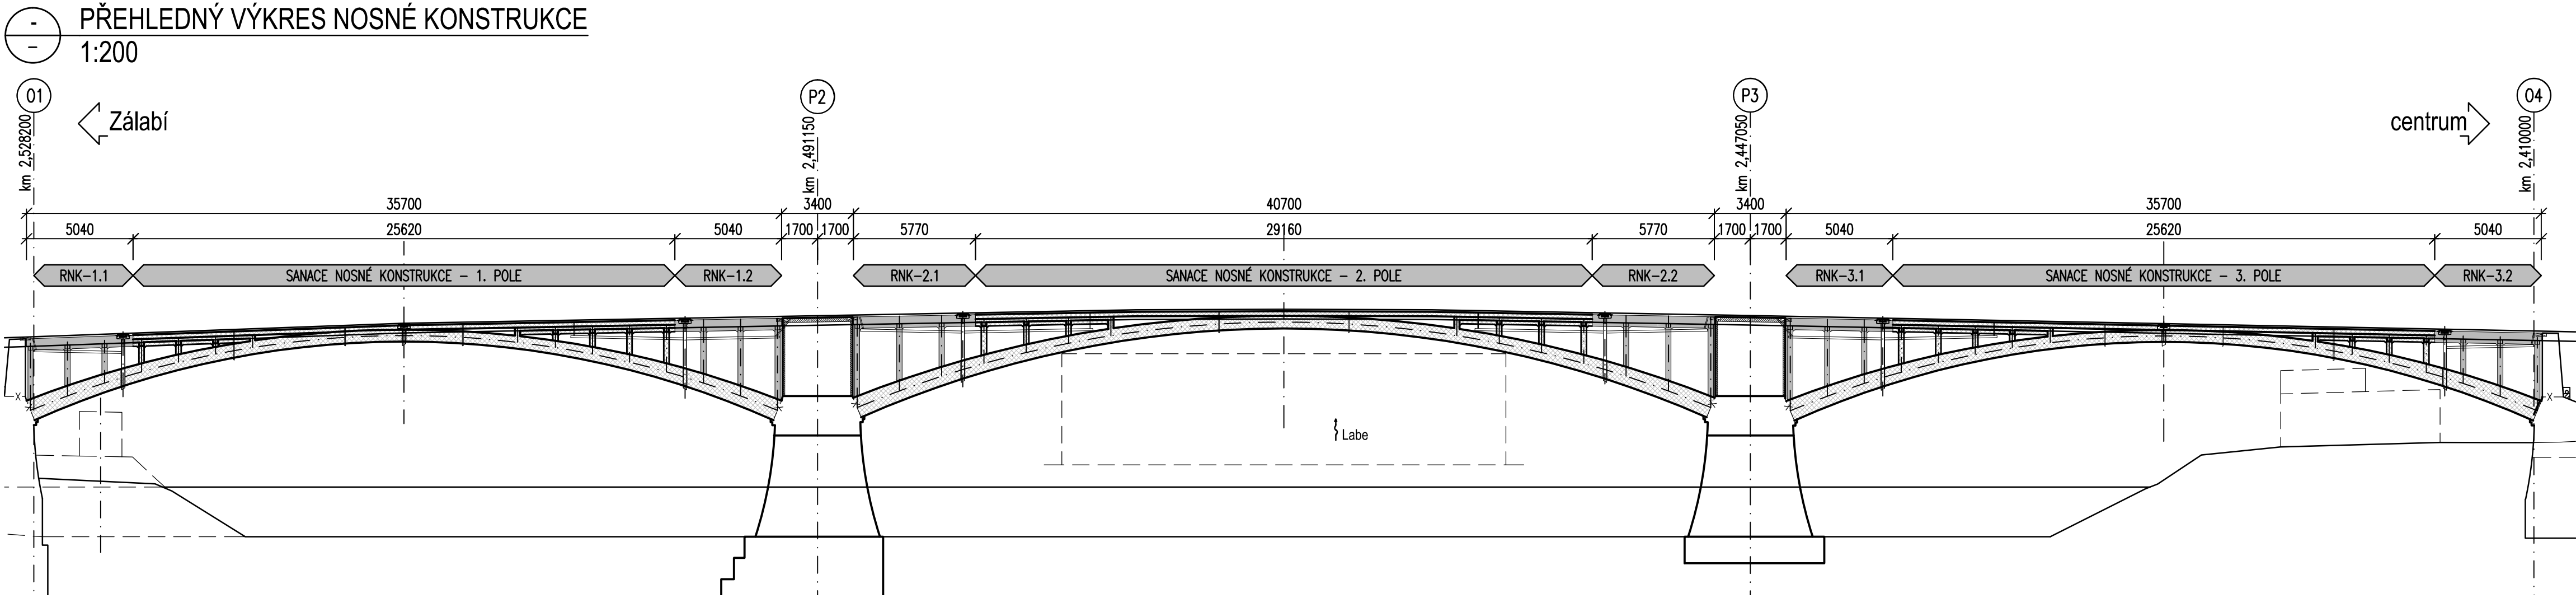 -
PŘEHLEDNÝ VÝKRES NOSNÉ KONSTRUKCE
–
1:200
O1
P2
P3
O4
Zálabí
centrum
km 2,528200
km 2,491150
km 2,447050
km 2,410000
35700
3400
40700
3400
35700
5040
25620
5040
1700
1700
5770
29160
5770
1700
1700
5040
25620
5040
RNK-1.1
SANACE NOSNÉ KONSTRUKCE - 1. POLE
RNK-1.2
RNK-2.1
SANACE NOSNÉ KONSTRUKCE - 2. POLE
RNK-2.2
RNK-3.1
SANACE NOSNÉ KONSTRUKCE - 3. POLE
RNK-3.2
Labe